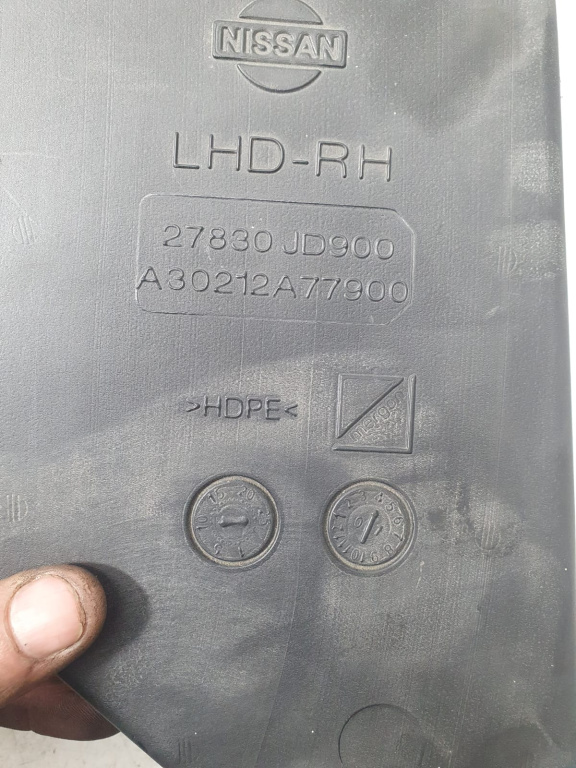 NISSAN
LHD-RH
27830 JD900
A30212A77900
>HDPE<